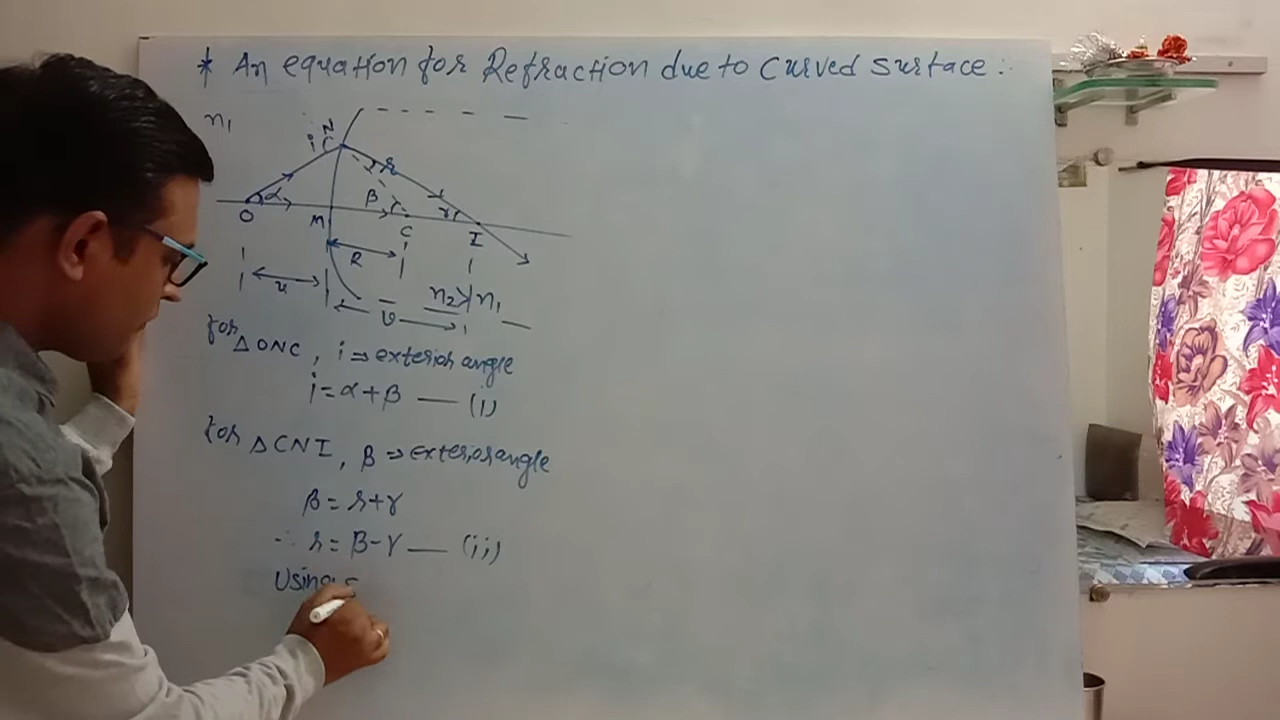 * An equation for Refraction due to curved surface :
n₁
N
i
r
α
β
γ
O
M
C
I
R
u
n₂>n₁
v
for ΔONC, i ⇒ exterior angle
i = α + β — (i)
for ΔCNI, β ⇒ exterior angle
β = r + γ
∴ r = β - γ — (ii)
Using